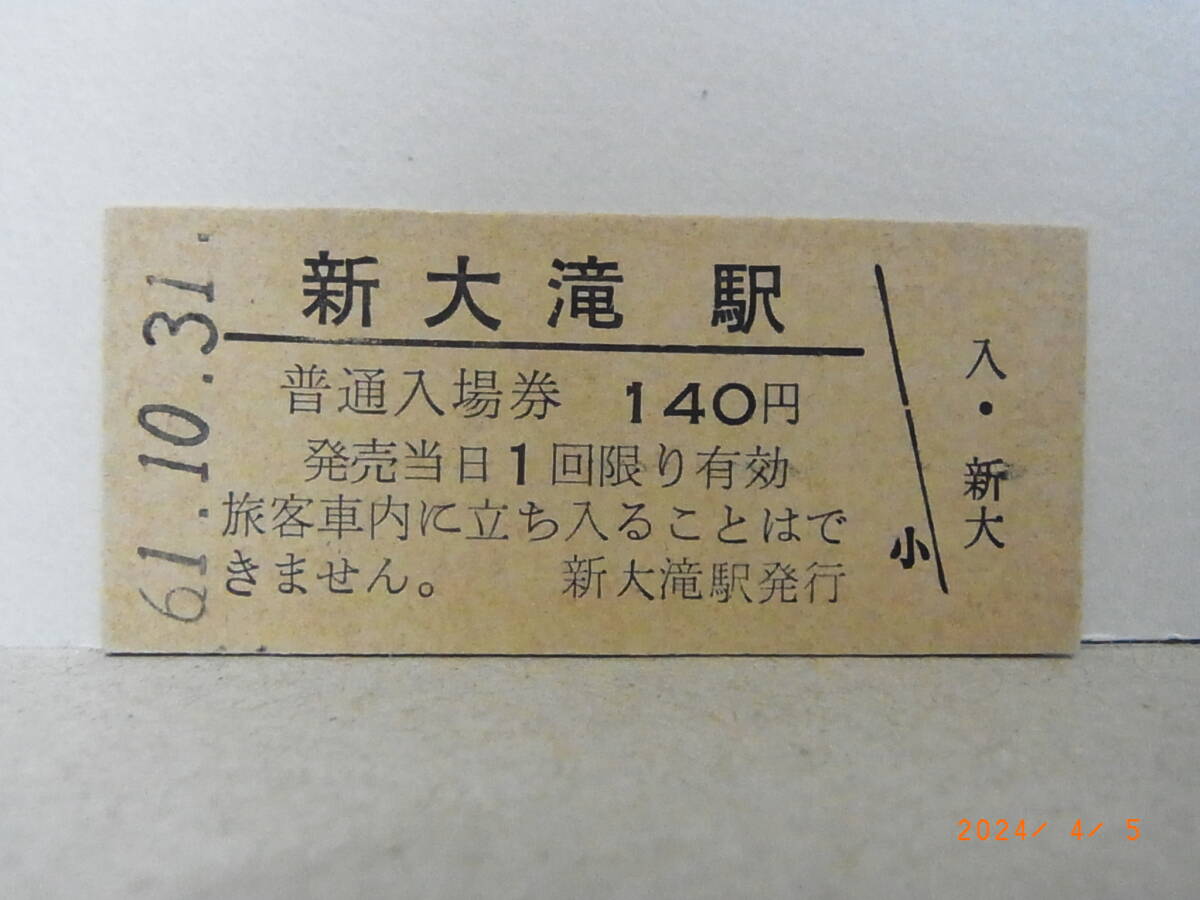 61.10.31.
新大滝 駅
普通入場券 140円
発売当日1回限り有効
旅客車内に立ち入ることはで
きません。 新大滝駅発行
小
入・新大
2024/ 4/ 5